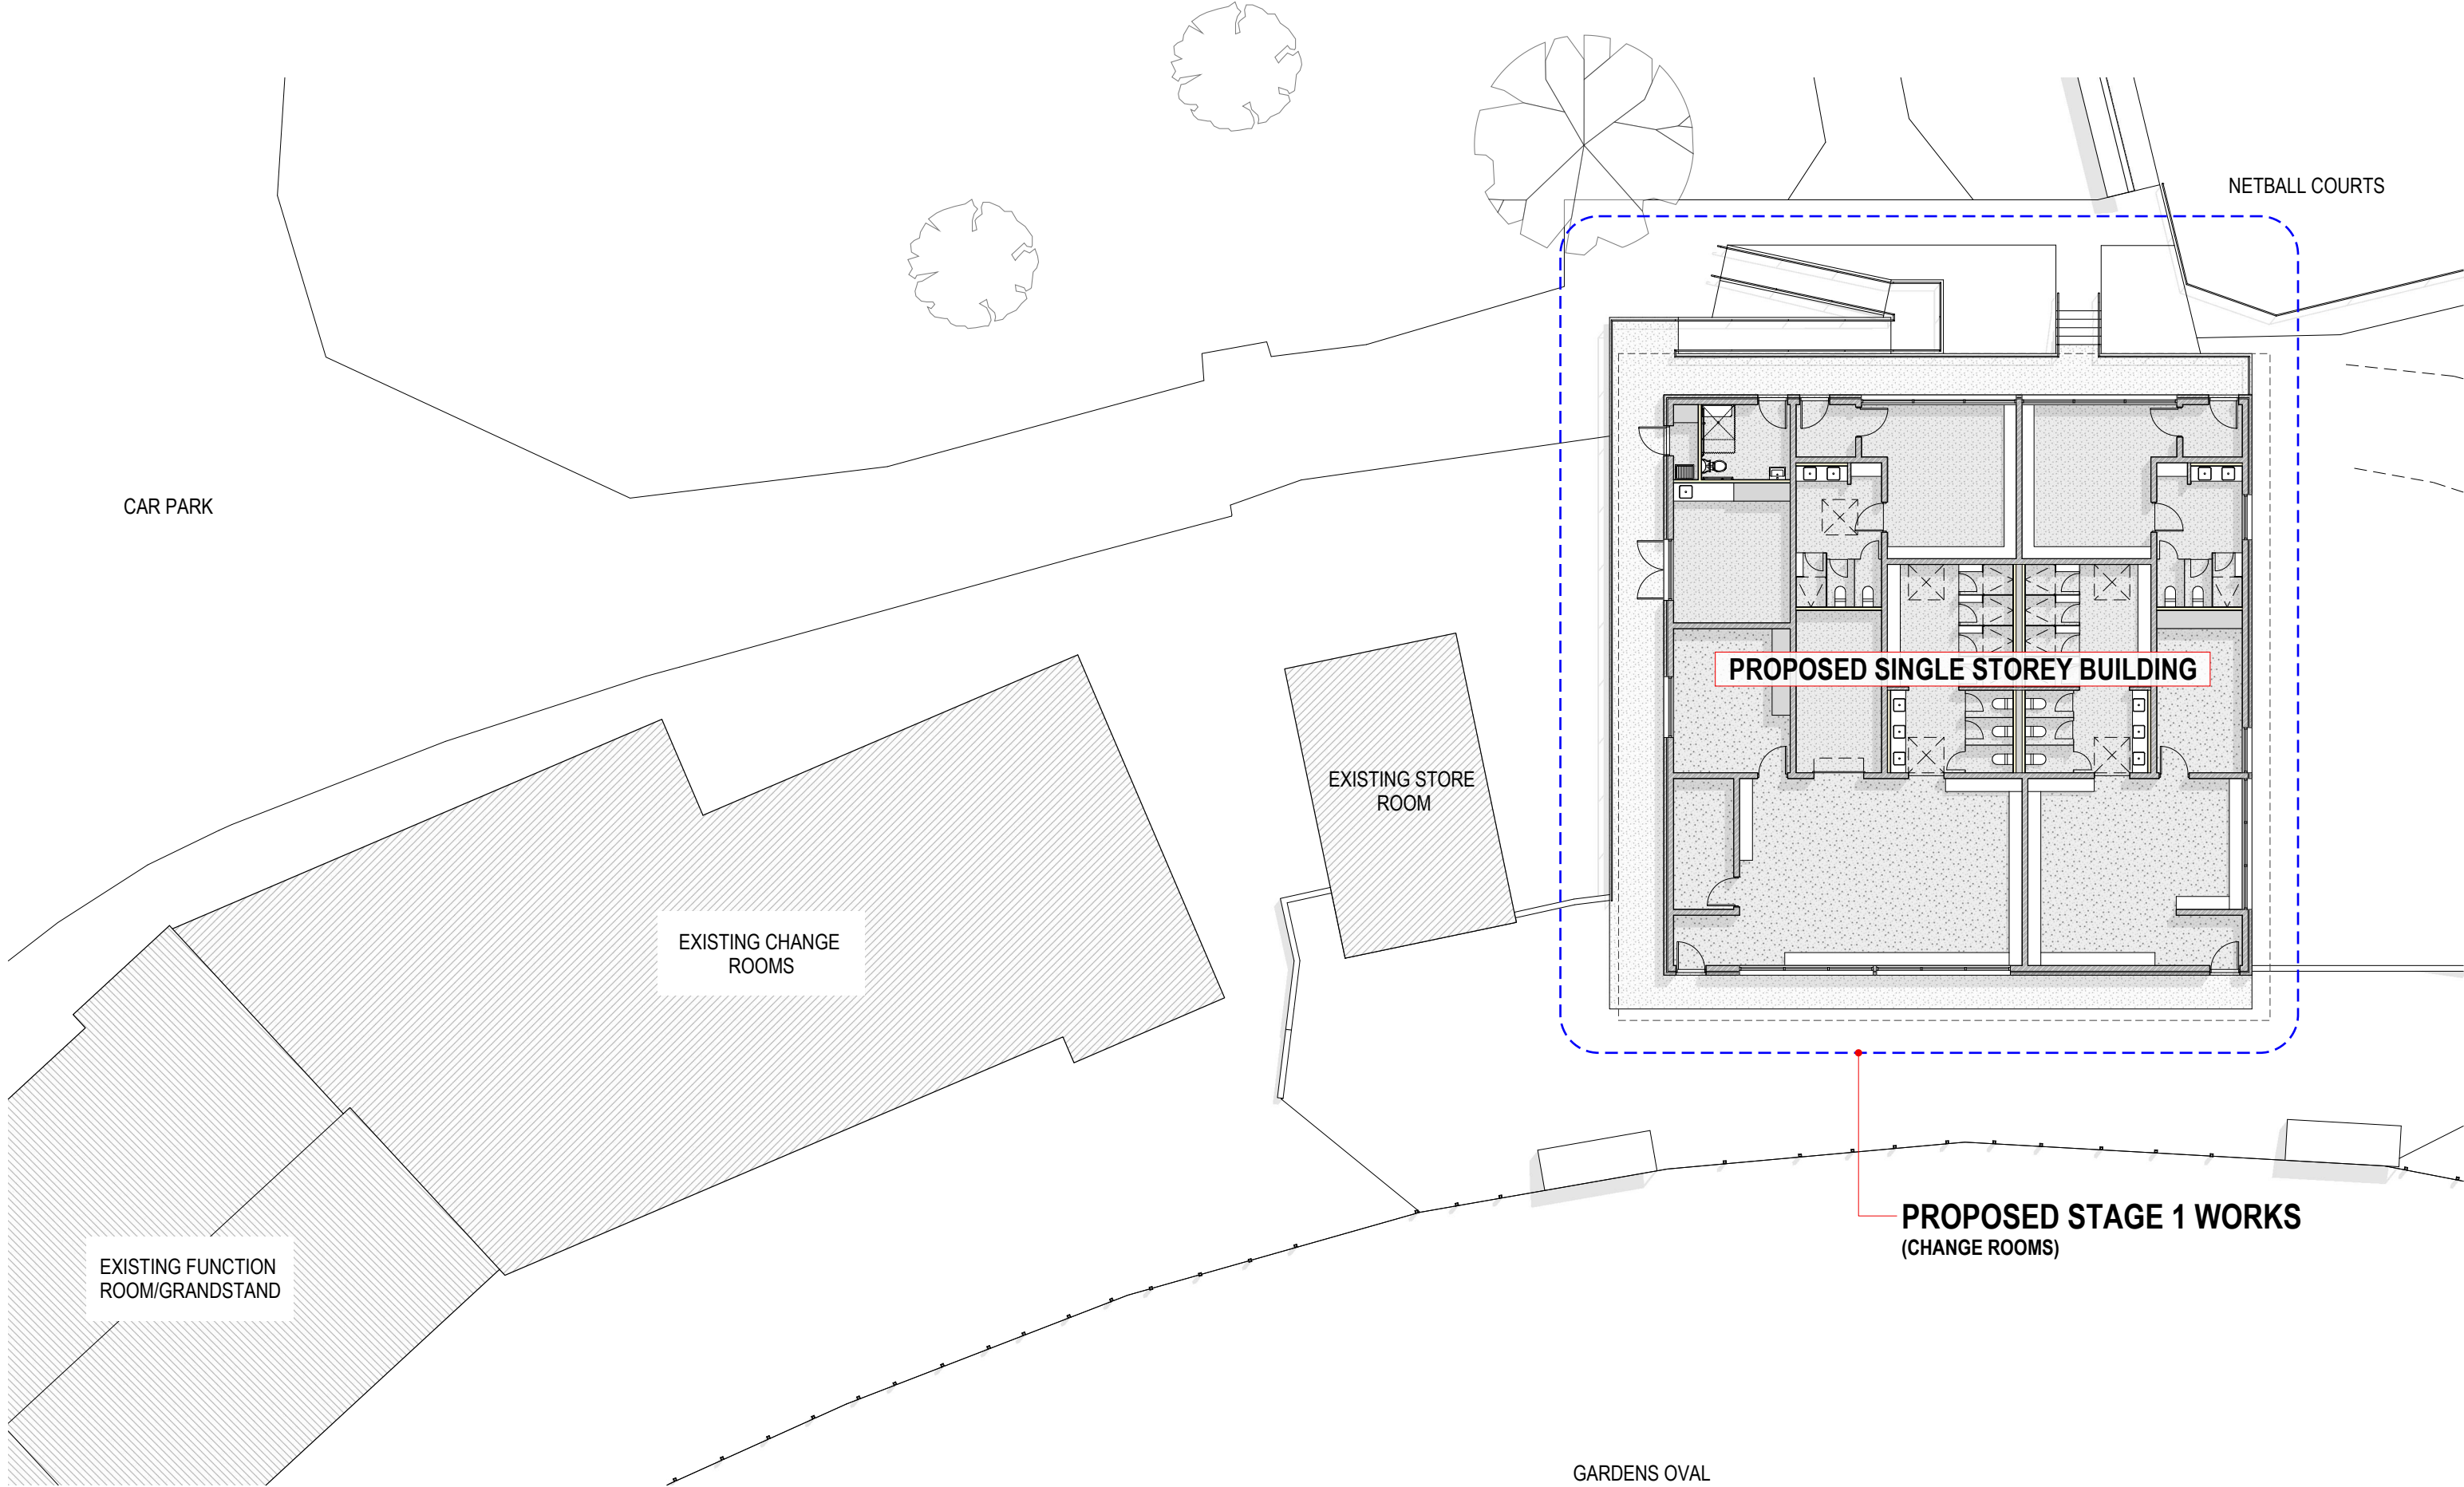 NETBALL COURTS
CAR PARK
PROPOSED SINGLE STOREY BUILDING
EXISTING STORE
ROOM
EXISTING CHANGE
ROOMS
PROPOSED STAGE 1 WORKS
(CHANGE ROOMS)
EXISTING FUNCTION
ROOM/GRANDSTAND
GARDENS OVAL